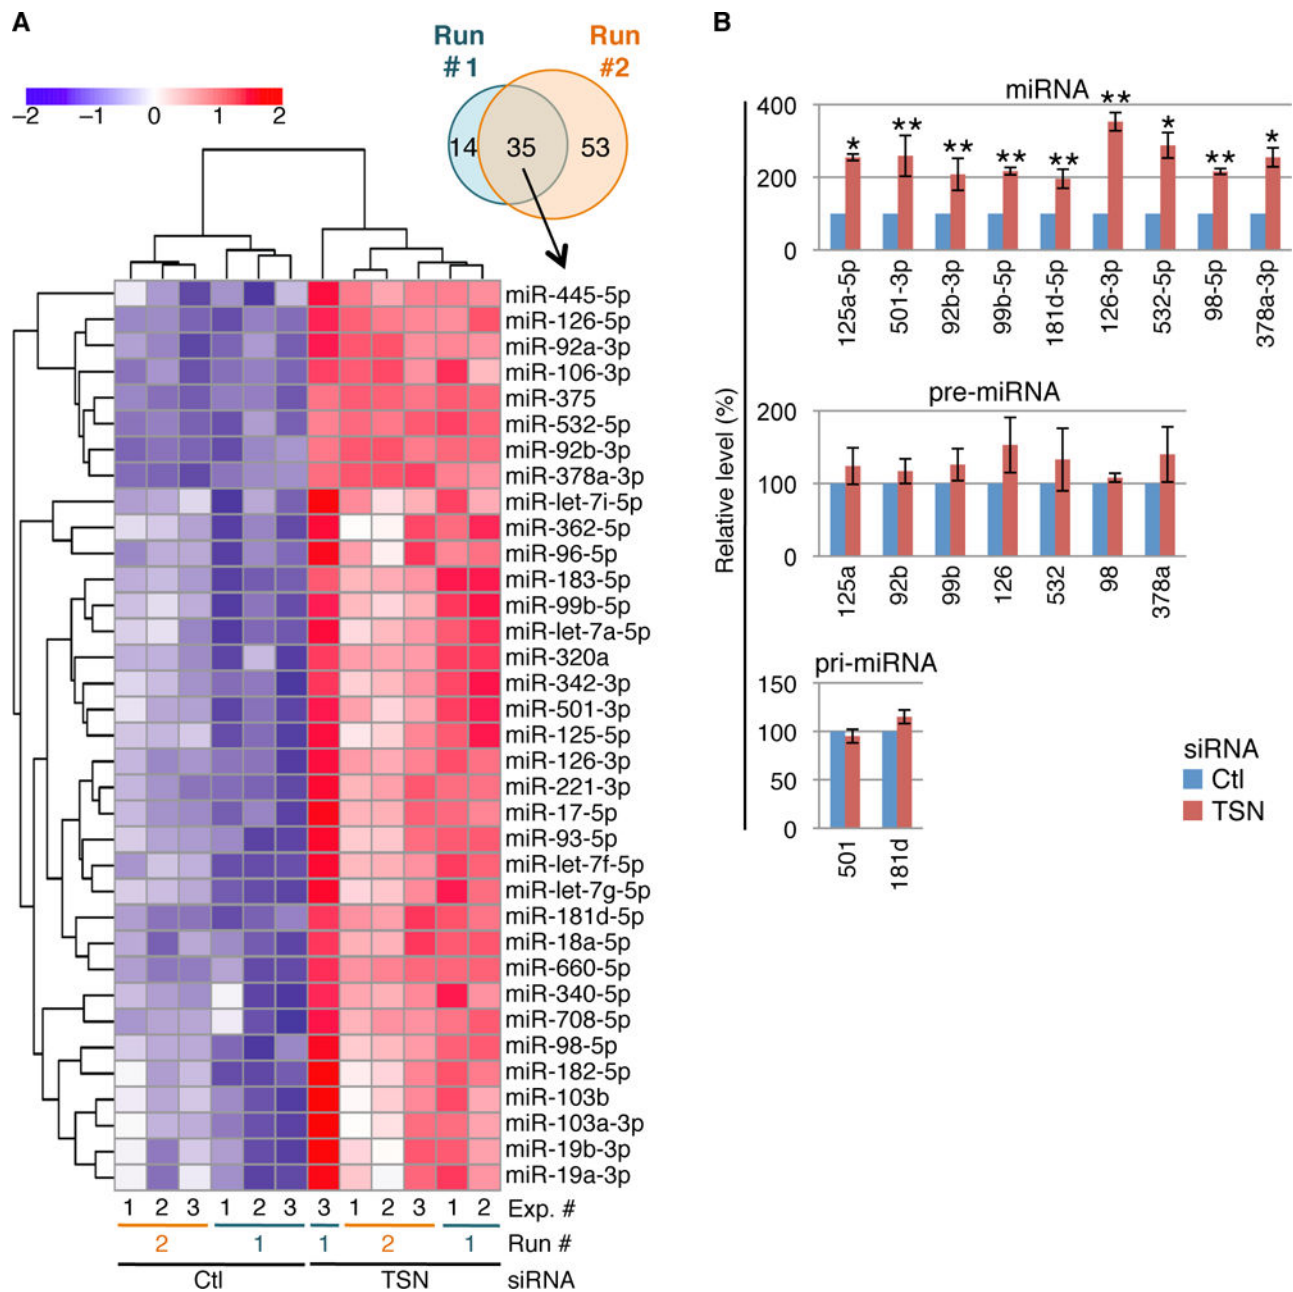 A
Run #1
Run #2
−2 −1 0 1 2
14 35 53
miR-445-5p
miR-126-5p
miR-92a-3p
miR-106-3p
miR-375
miR-532-5p
miR-92b-3p
miR-378a-3p
miR-let-7i-5p
miR-362-5p
miR-96-5p
miR-183-5p
miR-99b-5p
miR-let-7a-5p
miR-320a
miR-342-3p
miR-501-3p
miR-125-5p
miR-126-3p
miR-221-3p
miR-17-5p
miR-93-5p
miR-let-7f-5p
miR-let-7g-5p
miR-181d-5p
miR-18a-5p
miR-660-5p
miR-340-5p
miR-708-5p
miR-98-5p
miR-182-5p
miR-103b
miR-103a-3p
miR-19b-3p
miR-19a-3p
1 2 3 1 2 3 3 1 2 3 1 2 Exp. #
2 1 1 2 1 Run #
Ctl TSN siRNA
B
Relative level (%)
miRNA
400
200
0
* ** ** ** ** ** * ** *
125a-5p
501-3p
92b-3p
99b-5p
181d-5p
126-3p
532-5p
98-5p
378a-3p
pre-miRNA
200
100
0
125a
92b
99b
126
532
98
378a
pri-miRNA
150
100
50
0
501
181d
siRNA
Ctl
TSN